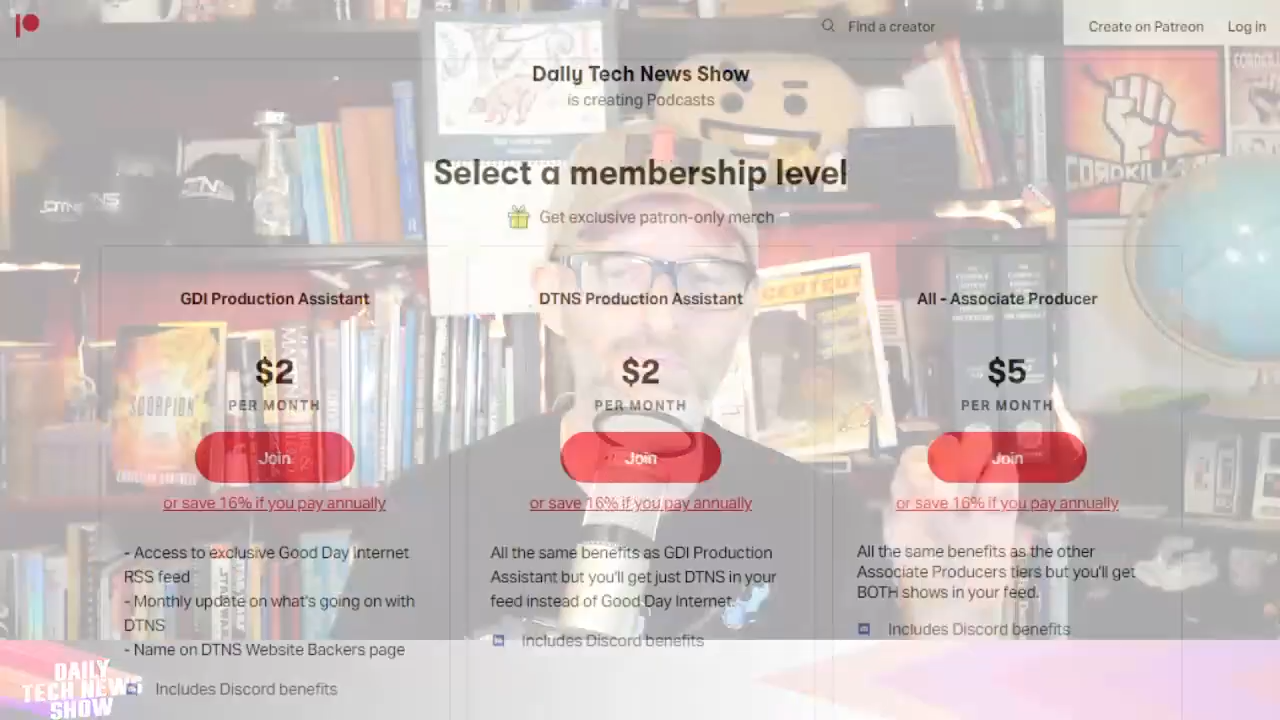 Find a creator
Create on Patreon
Log in
Daily Tech News Show
is creating Podcasts
Select a membership level
Get exclusive patron-only merch
GDI Production Assistant
$2
PER MONTH
Join
or save 16% if you pay annually
- Access to exclusive Good Day Internet
RSS feed
- Monthly update on what's going on with
DTNS
- Name on DTNS Website Backers page
Includes Discord benefits
DTNS Production Assistant
$2
PER MONTH
Join
or save 16% if you pay annually
All the same benefits as GDI Production
Assistant but you'll get just DTNS in your
feed instead of Good Day Internet.
Includes Discord benefits
All - Associate Producer
$5
PER MONTH
Join
or save 16% if you pay annually
All the same benefits as the other
Associate Producers tiers but you'll get
BOTH shows in your feed.
Includes Discord benefits
SCORPION
DAILY
TECH NEWS
SHOW